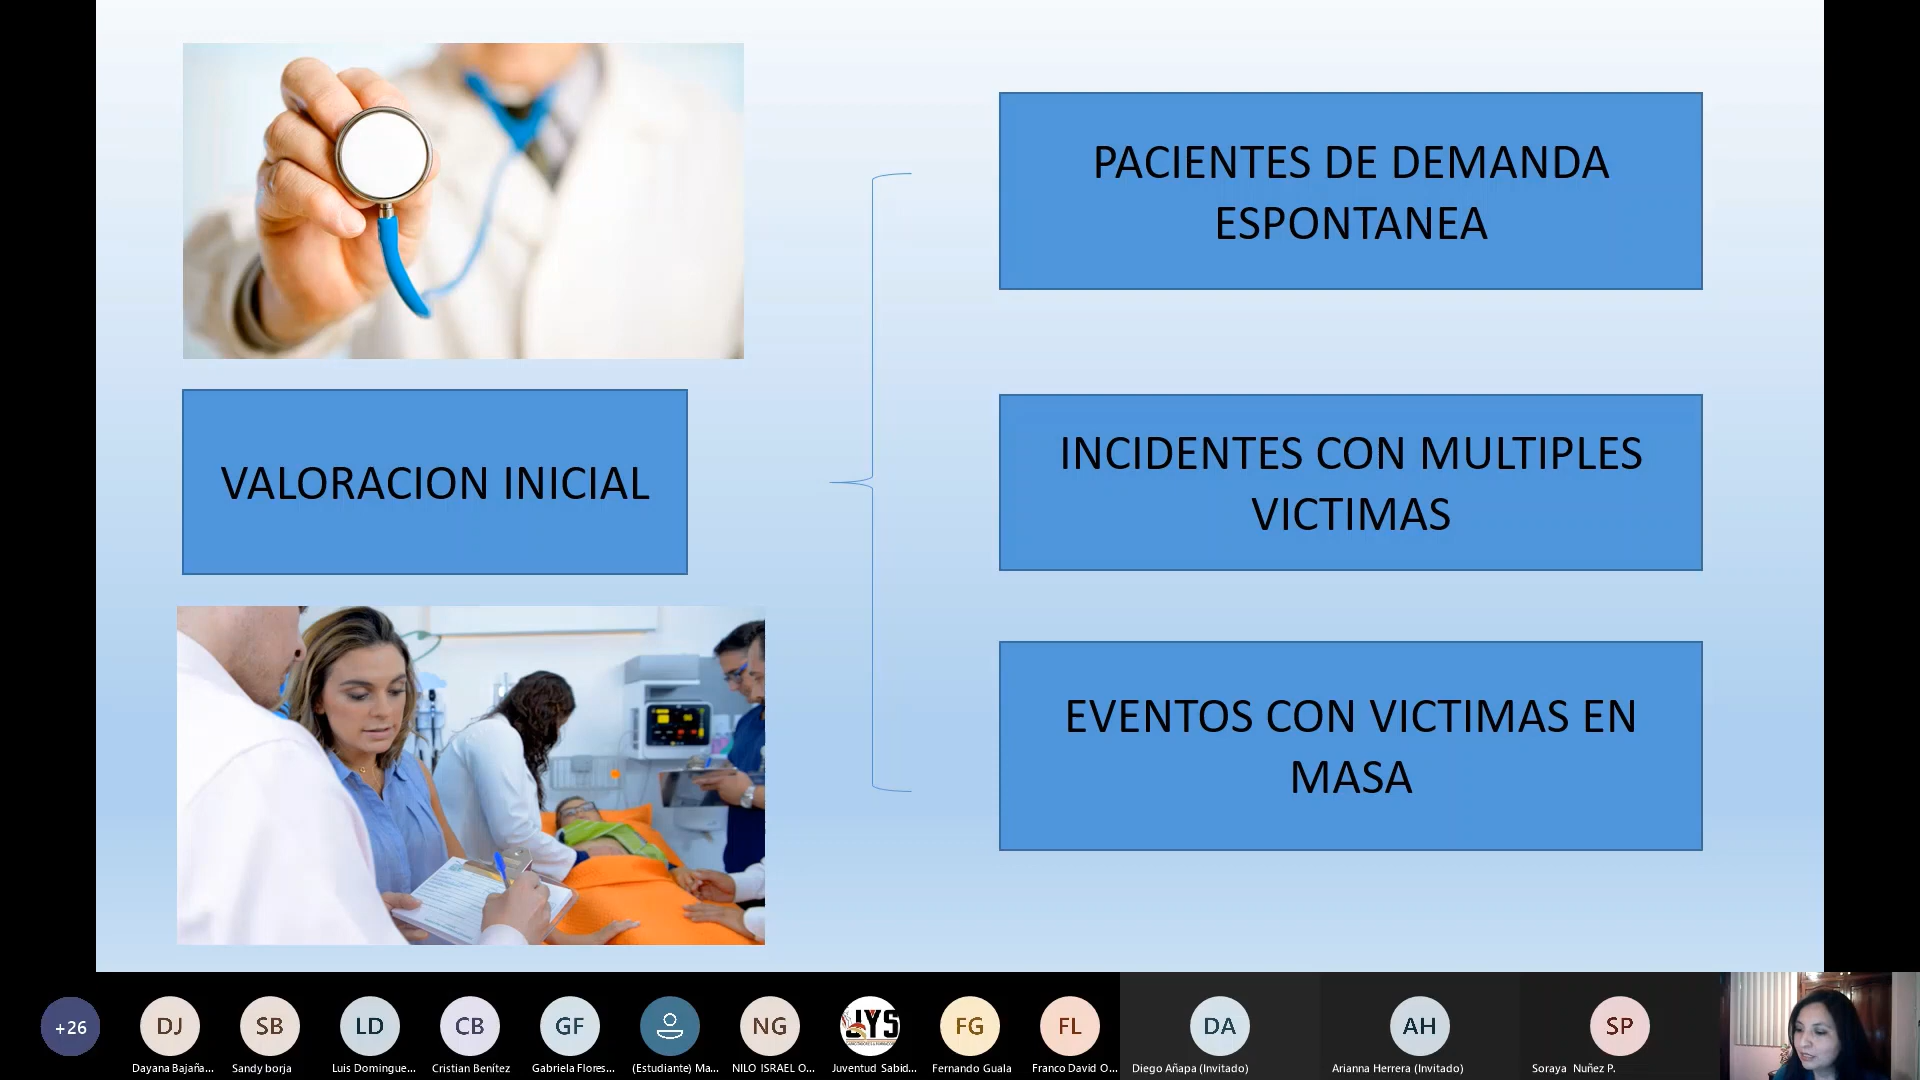 PACIENTES DE DEMANDA
ESPONTANEA
VALORACION INICIAL
INCIDENTES CON MULTIPLES
VICTIMAS
EVENTOS CON VICTIMAS EN
MASA
+26
DJ
SB
LD
CB
GF
NG
JYS
FG
FL
DA
AH
SP
Dayana Bajaña...
Sandy borja
Luis Domingue...
Cristian Benítez
Gabriela Flores...
(Estudiante) Ma...
NILO ISRAEL O...
Juventud Sabid...
Fernando Guala
Franco David O...
Diego Añapa (Invitado)
Arianna Herrera (Invitado)
Soraya Nuñez P.